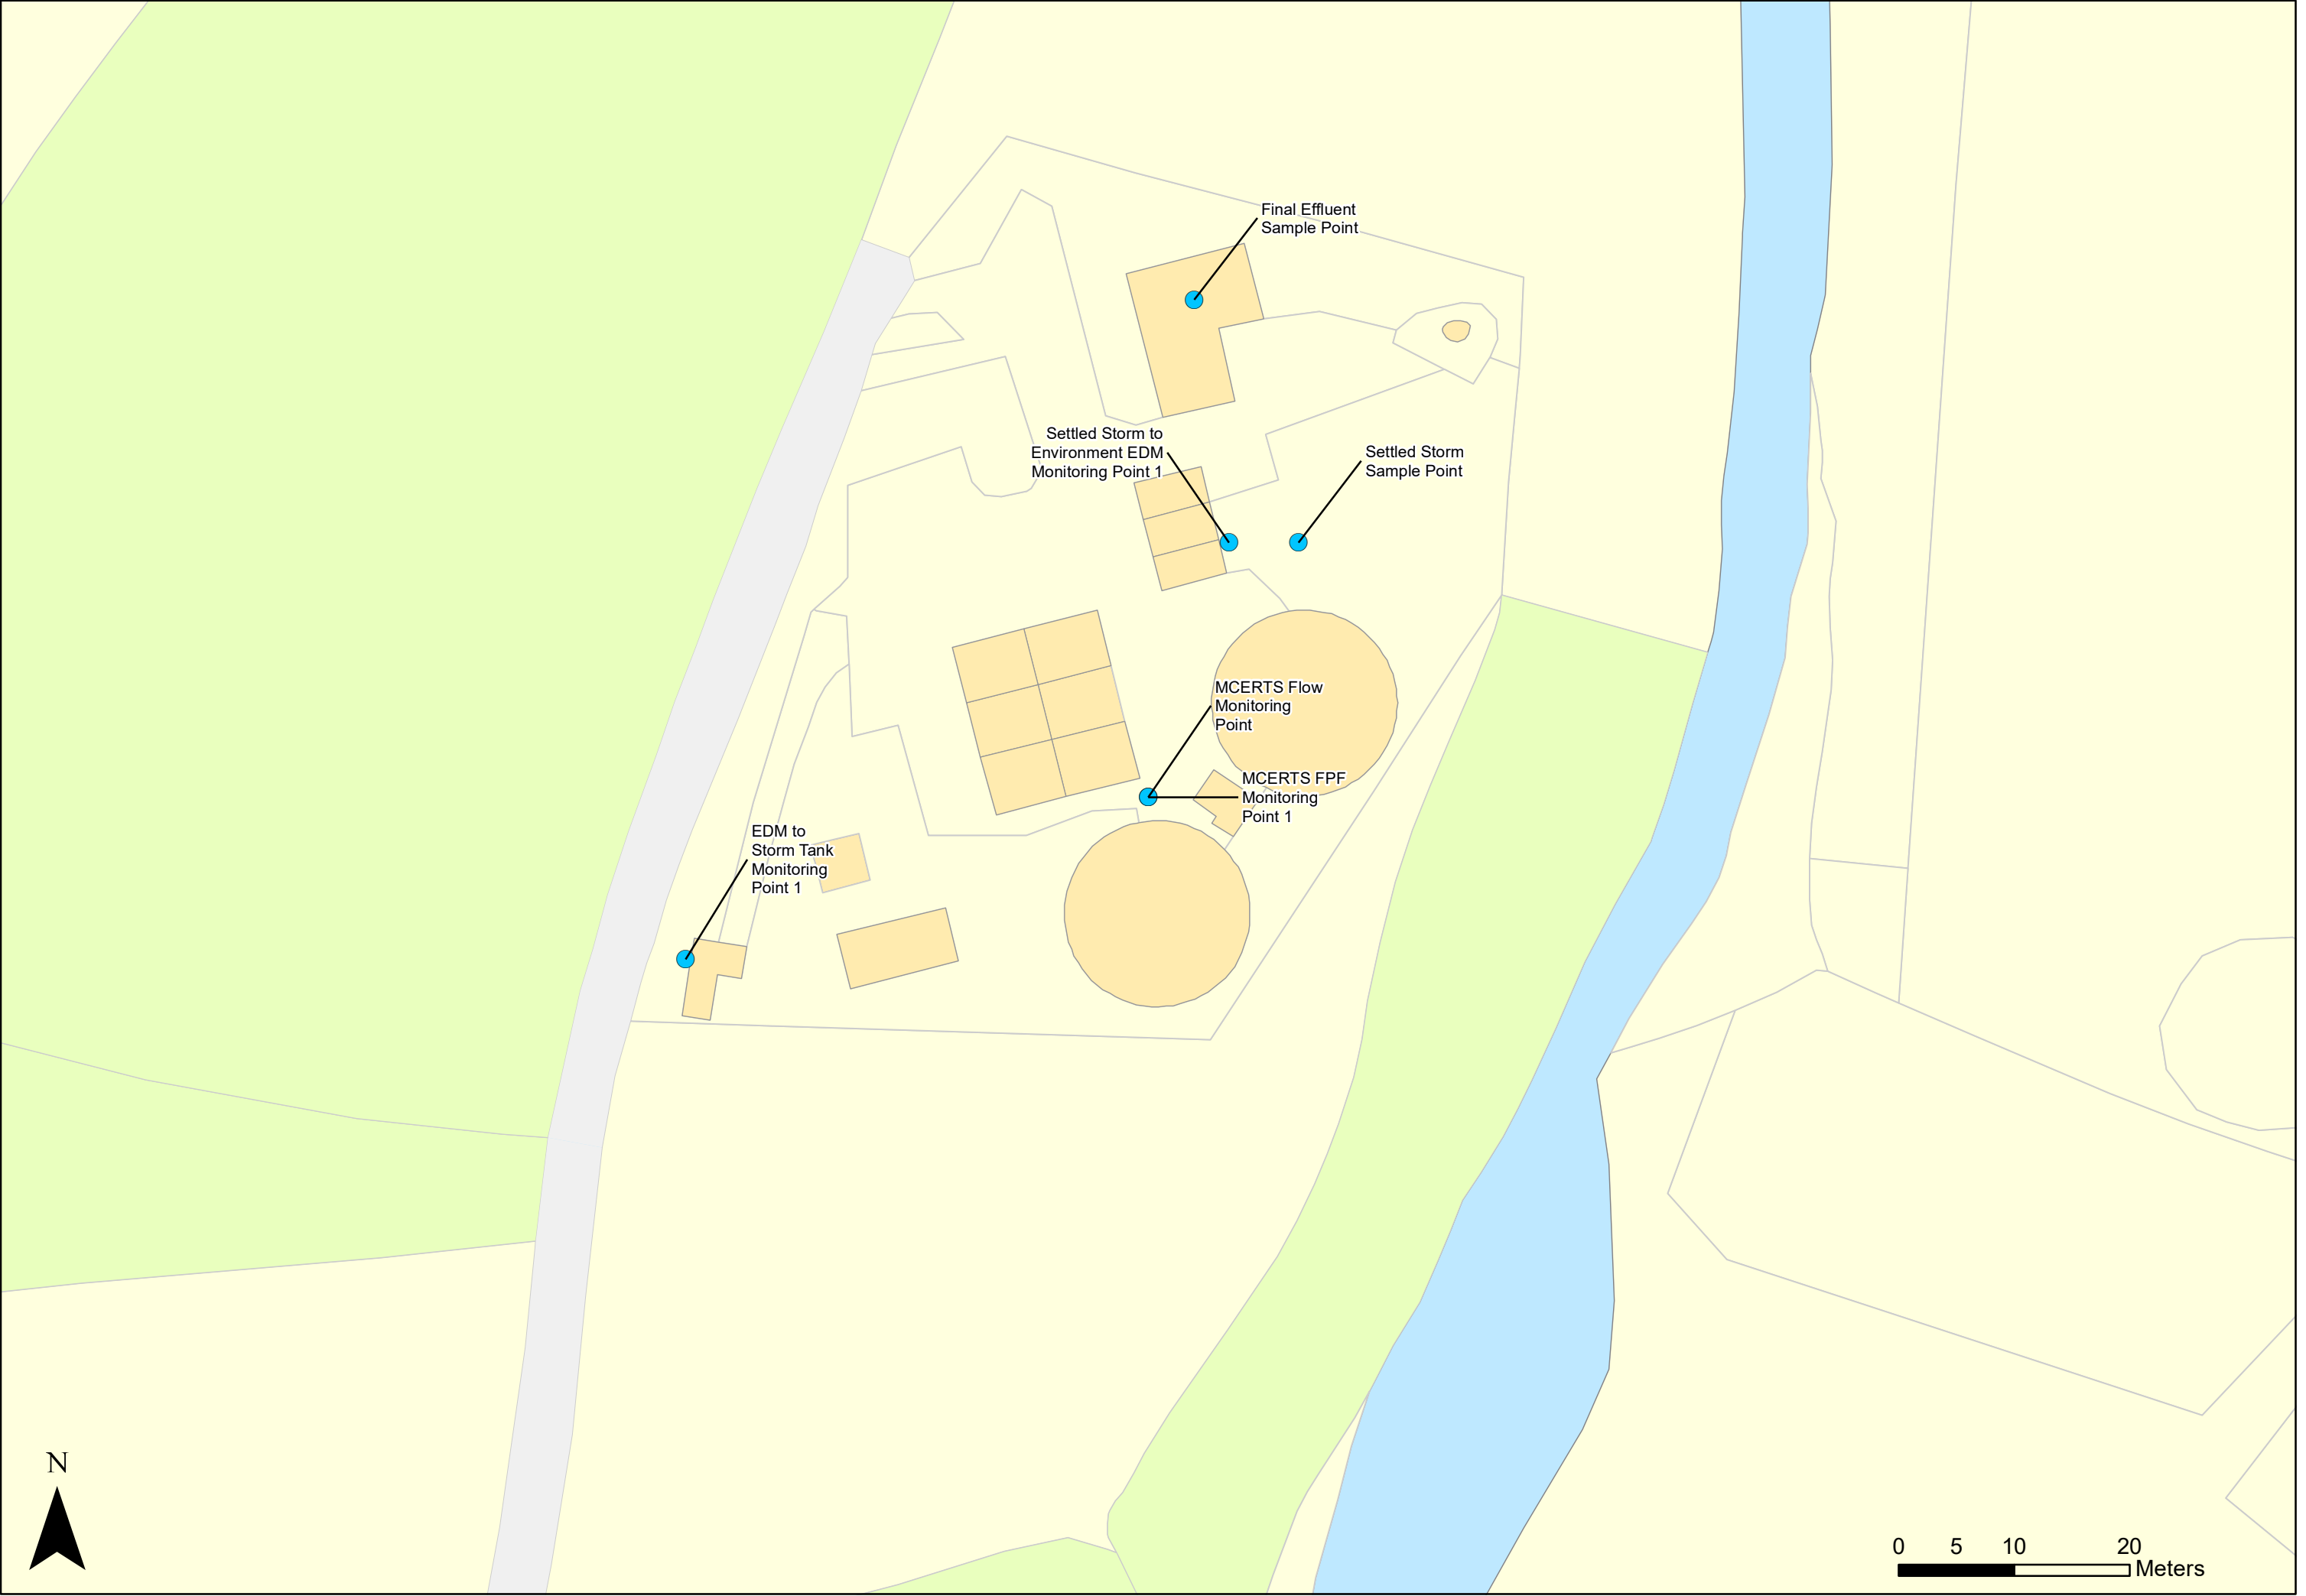 Final Effluent
Sample Point
Settled Storm to
Environment EDM
Monitoring Point 1
Settled Storm
Sample Point
MCERTS Flow
Monitoring
Point
MCERTS FPF
Monitoring
Point 1
EDM to
Storm Tank
Monitoring
Point 1
N
0 5 10 20
Meters